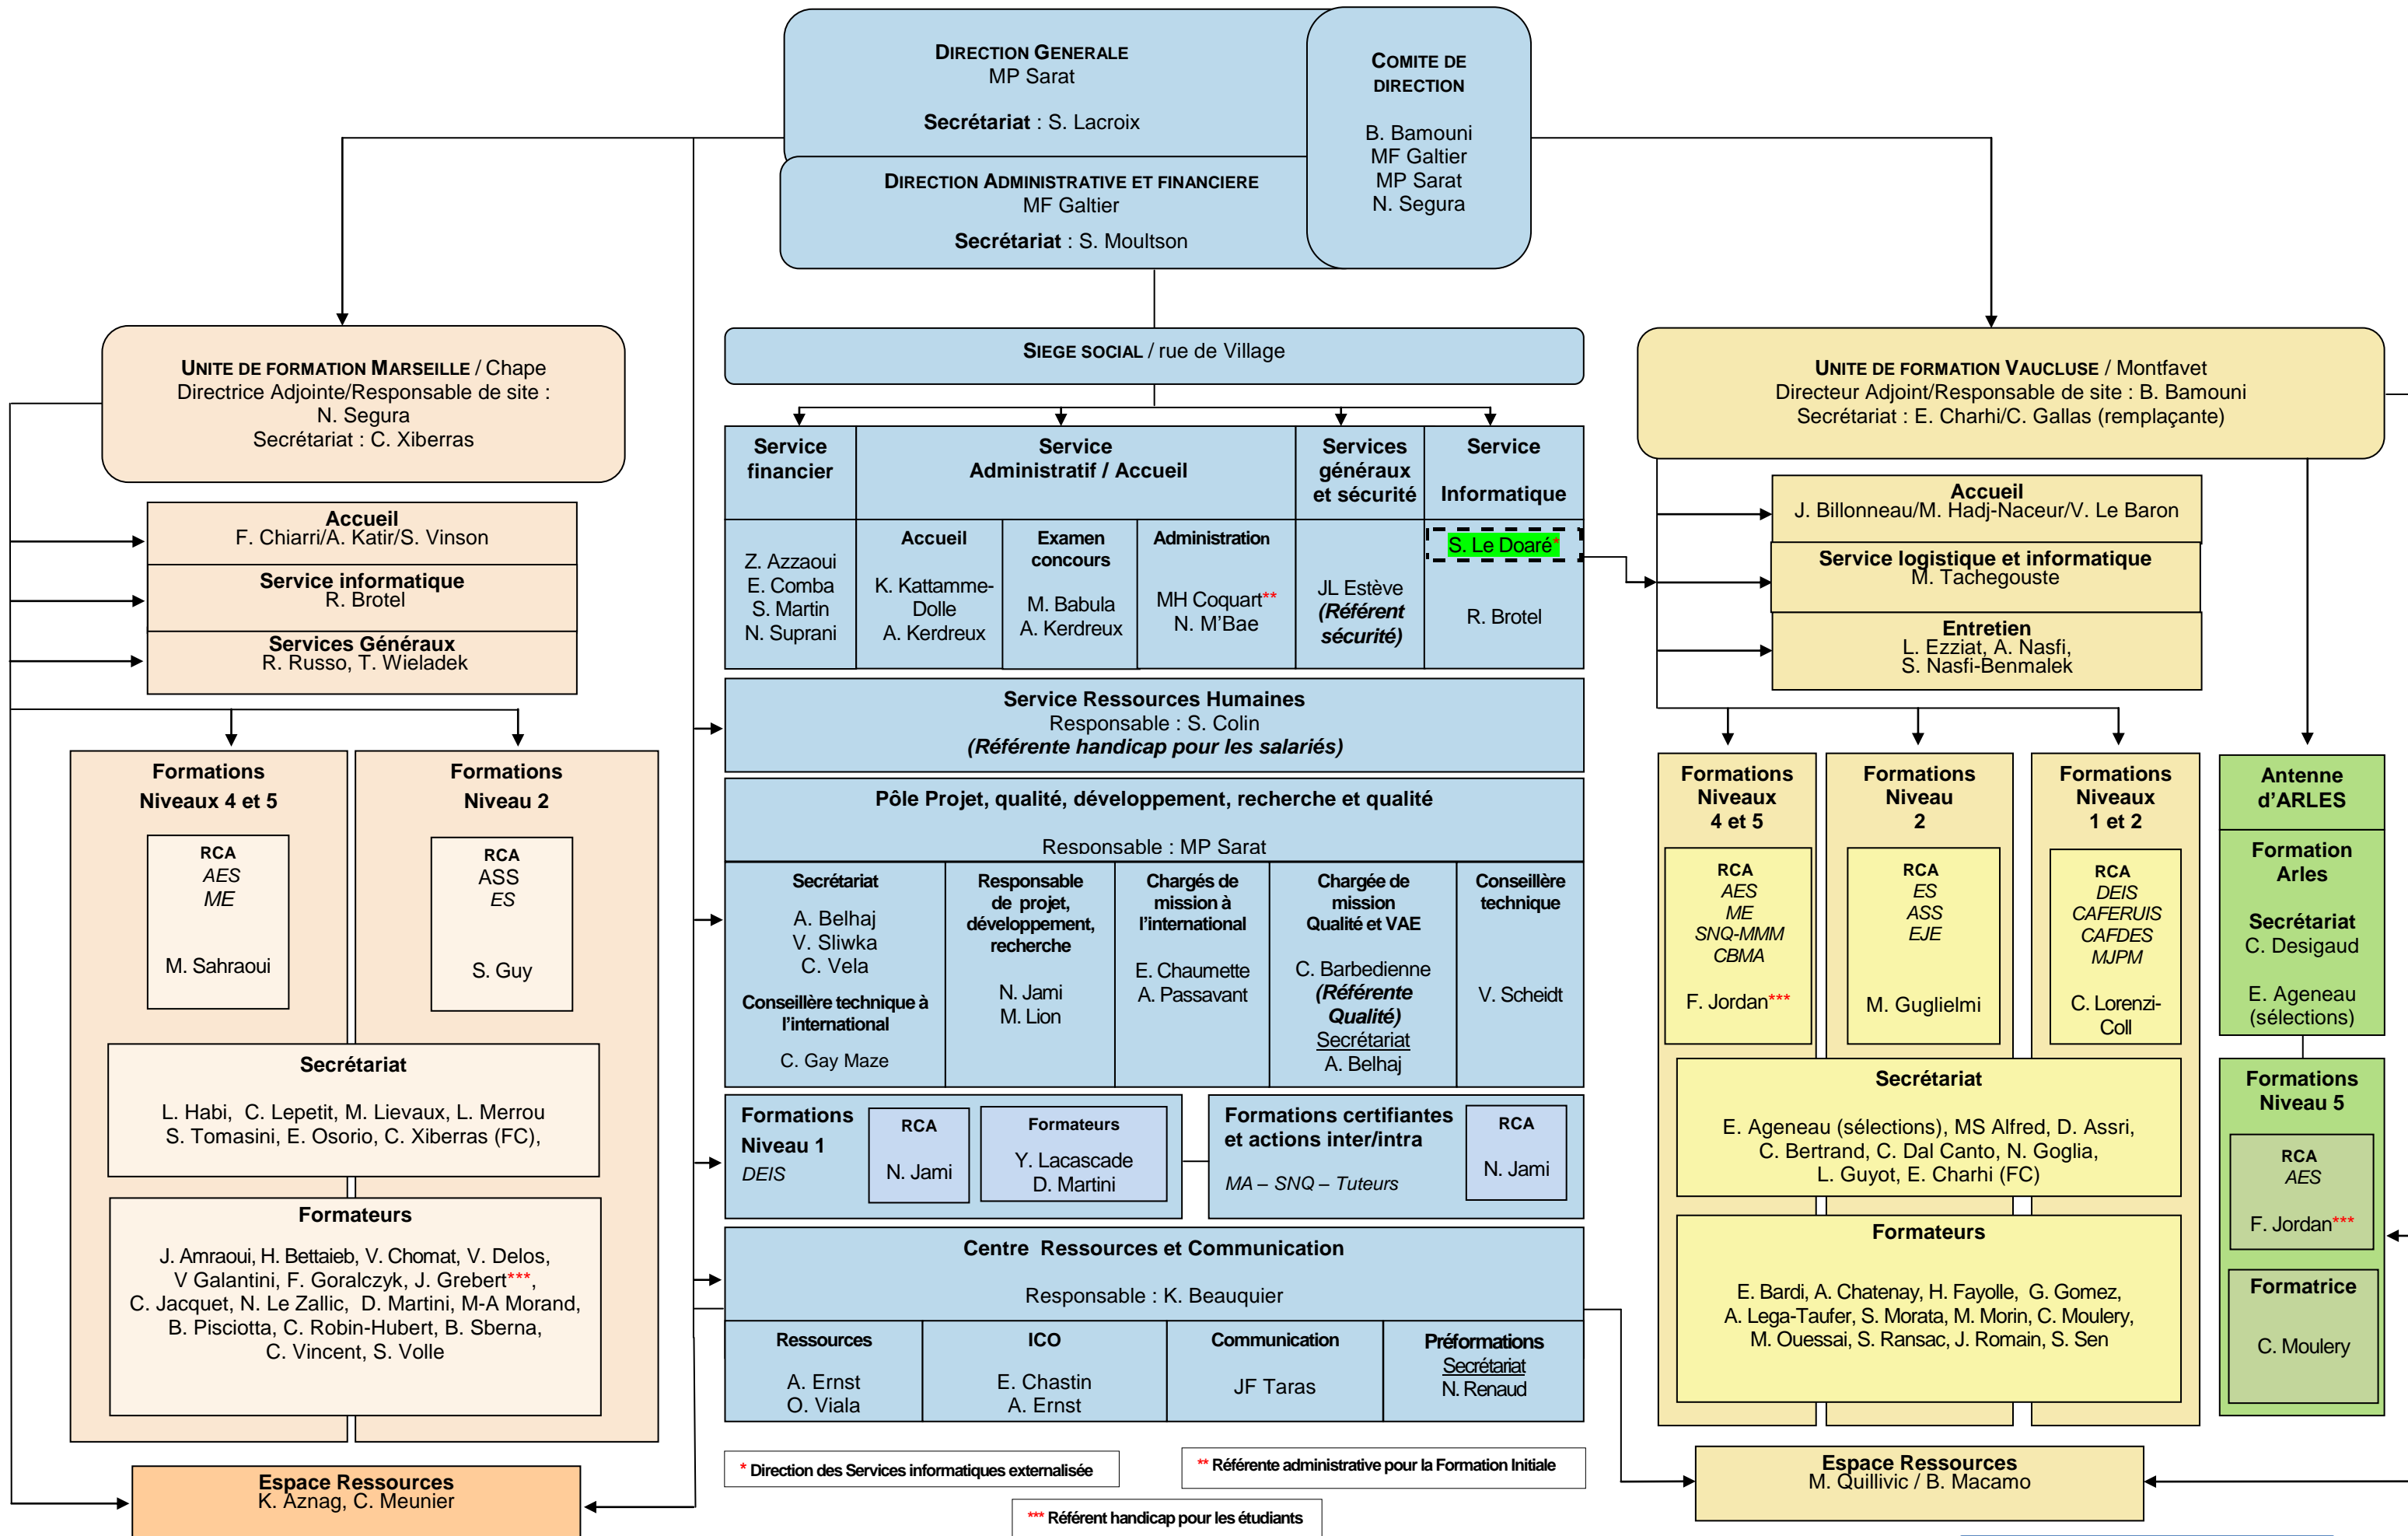 DIRECTION GENERALE
MP Sarat
Secrétariat : S. Lacroix
DIRECTION ADMINISTRATIVE ET FINANCIERE
MF Galtier
Secrétariat : S. Moultson
COMITE DE
DIRECTION
B. Bamouni
MF Galtier
MP Sarat
N. Segura
UNITE DE FORMATION MARSEILLE / Chape
Directrice Adjointe/Responsable de site :
N. Segura
Secrétariat : C. Xiberras
Accueil
F. Chiarri/A. Katir/S. Vinson
Service informatique
R. Brotel
Services Généraux
R. Russo, T. Wieladek
Formations
Niveaux 4 et 5
RCA
AES
ME
M. Sahraoui
Formations
Niveau 2
RCA
ASS
ES
S. Guy
Secrétariat
L. Habi, C. Lepetit, M. Lievaux, L. Merrou
S. Tomasini, E. Osorio, C. Xiberras (FC),
Formateurs
J. Amraoui, H. Bettaieb, V. Chomat, V. Delos,
V Galantini, F. Goralczyk, J. Grebert***,
C. Jacquet, N. Le Zallic, D. Martini, M-A Morand,
B. Pisciotta, C. Robin-Hubert, B. Sberna,
C. Vincent, S. Volle
Espace Ressources
K. Aznag, C. Meunier
SIEGE SOCIAL / rue de Village
Service
financier
Z. Azzaoui
E. Comba
S. Martin
N. Suprani
Service
Administratif / Accueil
Accueil
K. Kattamme-
Dolle
A. Kerdreux
Examen
concours
M. Babula
A. Kerdreux
Administration
MH Coquart**
N. M'Bae
Services
généraux
et sécurité
JL Estève
(Référent
sécurité)
Service
Informatique
S. Le Doaré*
R. Brotel
Service Ressources Humaines
Responsable : S. Colin
(Référente handicap pour les salariés)
Pôle Projet, qualité, développement, recherche et qualité
Responsable : MP Sarat
Secrétariat
A. Belhaj
V. Sliwka
C. Vela
Conseillère technique à
l'international
C. Gay Maze
Responsable
de projet,
développement,
recherche
N. Jami
M. Lion
Chargés de
mission à
l'international
E. Chaumette
A. Passavant
Chargée de
mission
Qualité et VAE
C. Barbedienne
(Référente
Qualité)
Secrétariat
A. Belhaj
Conseillère
technique
V. Scheidt
Formations
Niveau 1
DEIS
RCA
N. Jami
Formateurs
Y. Lacascade
D. Martini
Formations certifiantes
et actions inter/intra
MA – SNQ – Tuteurs
RCA
N. Jami
Centre Ressources et Communication
Responsable : K. Beauquier
Ressources
A. Ernst
O. Viala
ICO
E. Chastin
A. Ernst
Communication
JF Taras
Préformations
Secrétariat
N. Renaud
* Direction des Services informatiques externalisée
** Référente administrative pour la Formation Initiale
*** Référent handicap pour les étudiants
UNITE DE FORMATION VAUCLUSE / Montfavet
Directeur Adjoint/Responsable de site : B. Bamouni
Secrétariat : E. Charhi/C. Gallas (remplaçante)
Accueil
J. Billonneau/M. Hadj-Naceur/V. Le Baron
Service logistique et informatique
M. Tachegouste
Entretien
L. Ezziat, A. Nasfi,
S. Nasfi-Benmalek
Formations
Niveaux
4 et 5
RCA
AES
ME
SNQ-MMM
CBMA
F. Jordan***
Formations
Niveau
2
RCA
ES
ASS
EJE
M. Guglielmi
Formations
Niveaux
1 et 2
RCA
DEIS
CAFERUIS
CAFDES
MJPM
C. Lorenzi-
Coll
Secrétariat
E. Ageneau (sélections), MS Alfred, D. Assri,
C. Bertrand, C. Dal Canto, N. Goglia,
L. Guyot, E. Charhi (FC)
Formateurs
E. Bardi, A. Chatenay, H. Fayolle, G. Gomez,
A. Lega-Taufer, S. Morata, M. Morin, C. Moulery,
M. Ouessai, S. Ransac, J. Romain, S. Sen
Espace Ressources
M. Quillivic / B. Macamo
Antenne
d'ARLES
Formation
Arles
Secrétariat
C. Desigaud
E. Ageneau
(sélections)
Formations
Niveau 5
RCA
AES
F. Jordan***
Formatrice
C. Moulery